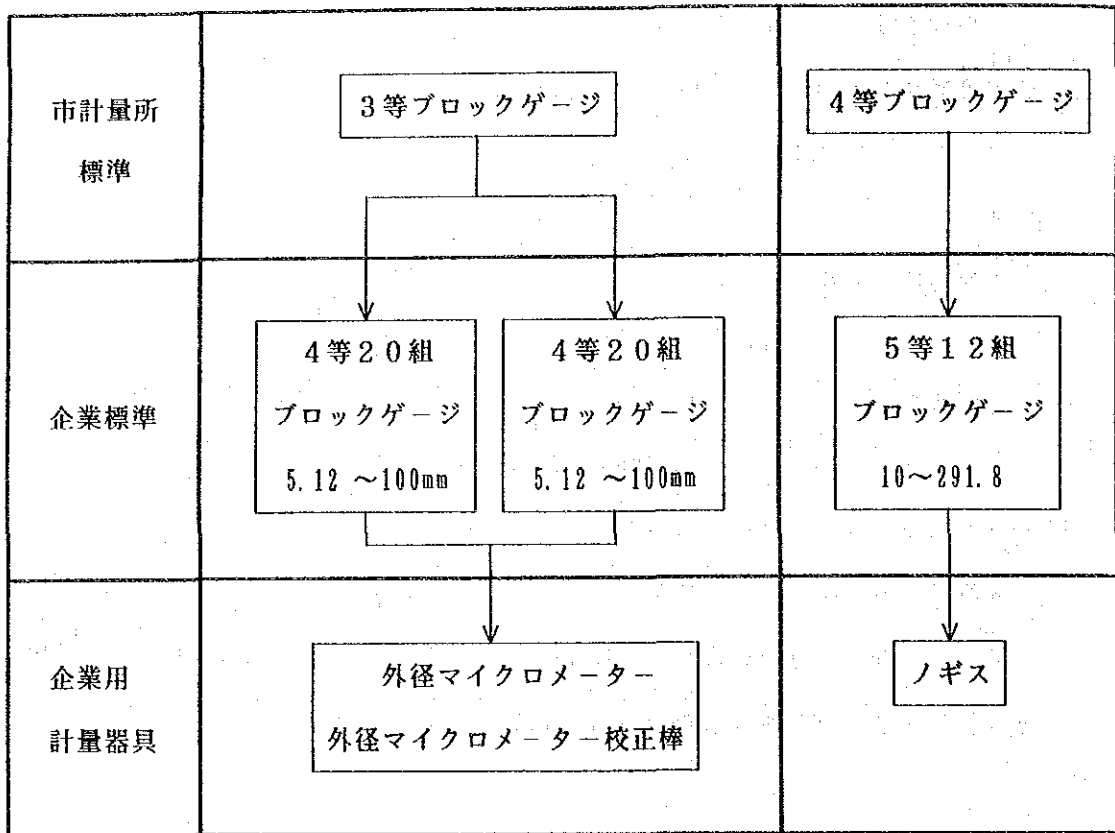 市計量所
標準
3等ブロックゲージ
4等ブロックゲージ
企業標準
4等20組
ブロックゲージ
5.12 ~100mm
4等20組
ブロックゲージ
5.12 ~100mm
5等12組
ブロックゲージ
10~291.8
企業用
計量器具
外径マイクロメーター
外径マイクロメーター校正棒
ノギス